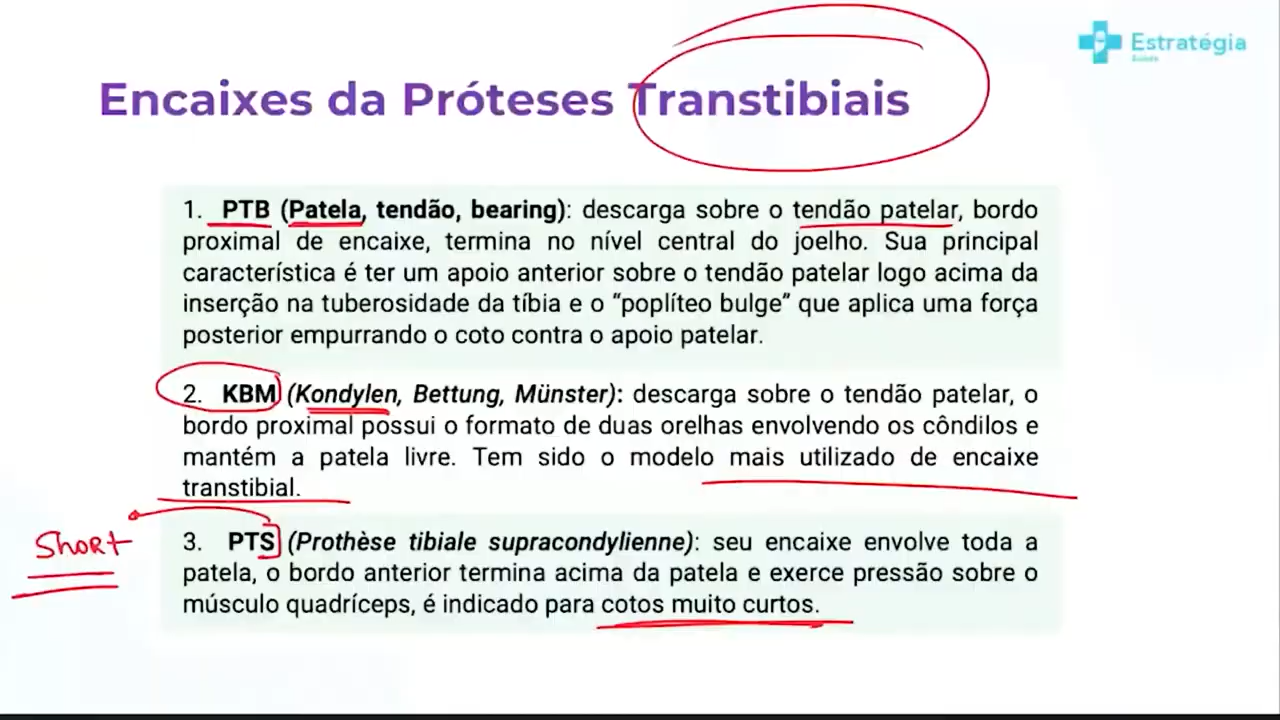 Estratégia
Saúde
Encaixes da Próteses Transtibiais
1. PTB (Patela, tendão, bearing): descarga sobre o tendão patelar, bordo
proximal de encaixe, termina no nível central do joelho. Sua principal
característica é ter um apoio anterior sobre o tendão patelar logo acima da
inserção na tuberosidade da tíbia e o “poplíteo bulge” que aplica uma força
posterior empurrando o coto contra o apoio patelar.
2. KBM (Kondylen, Bettung, Münster): descarga sobre o tendão patelar, o
bordo proximal possui o formato de duas orelhas envolvendo os côndilos e
mantém a patela livre. Tem sido o modelo mais utilizado de encaixe
transtibial.
Short
3. PTS (Prothèse tibiale supracondylienne): seu encaixe envolve toda a
patela, o bordo anterior termina acima da patela e exerce pressão sobre o
músculo quadríceps, é indicado para cotos muito curtos.